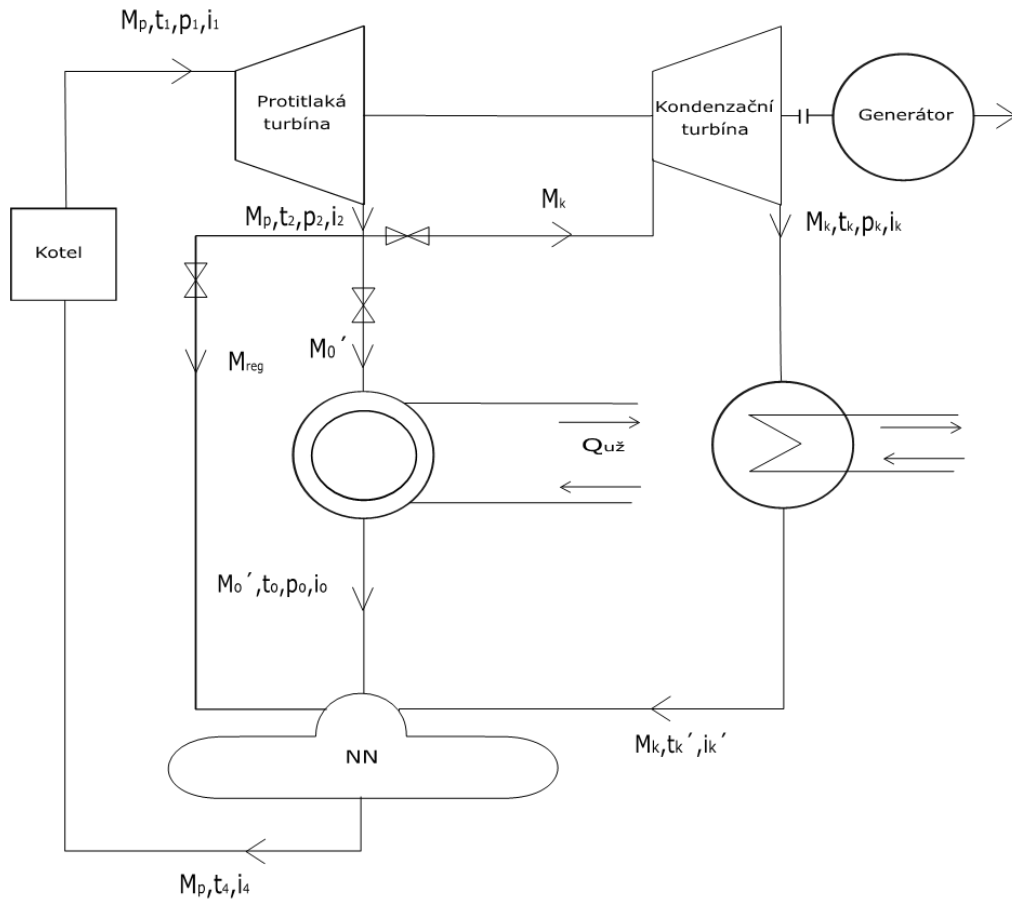 Mp,t1,p1,i1
Protitlaká
turbína
Kondenzační
turbína
Generátor
Mp,t2,p2,i2
Mk
Mk,tk,pk,ik
Kotel
Mreg
M0´
Quž
M0´,t0,p0,i0
Mk,tk´,ik´
NN
Mp,t4,i4